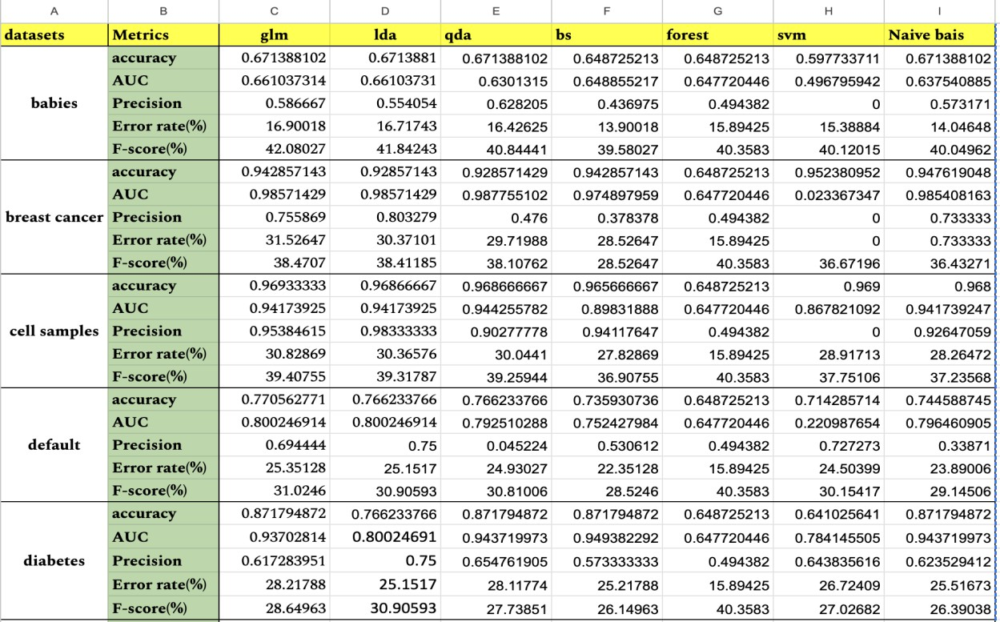 A B C D E F G H I
datasets Metrics glm lda qda bs forest svm Naive bais
accuracy 0.671388102 0.6713881 0.671388102 0.648725213 0.648725213 0.597733711 0.671388102
AUC 0.661037314 0.66103731 0.6301315 0.648855217 0.647720446 0.496795942 0.637540885
babies Precision 0.586667 0.554054 0.628205 0.436975 0.494382 0 0.573171
Error rate(%) 16.90018 16.71743 16.42625 13.90018 15.89425 15.38884 14.04648
F-score(%) 42.08027 41.84243 40.84441 39.58027 40.3583 40.12015 40.04962
accuracy 0.942857143 0.92857143 0.928571429 0.942857143 0.648725213 0.952380952 0.947619048
AUC 0.98571429 0.98571429 0.987755102 0.974897959 0.647720446 0.023367347 0.985408163
breast cancer Precision 0.755869 0.803279 0.476 0.378378 0.494382 0 0.733333
Error rate(%) 31.52647 30.37101 29.71988 28.52647 15.89425 0 0.733333
F-score(%) 38.4707 38.41185 38.10762 28.52647 40.3583 36.67196 36.43271
accuracy 0.96933333 0.96866667 0.968666667 0.965666667 0.648725213 0.969 0.968
AUC 0.94173925 0.94173925 0.944255782 0.89831888 0.647720446 0.867821092 0.941739247
cell samples Precision 0.95384615 0.98333333 0.90277778 0.94117647 0.494382 0 0.92647059
Error rate(%) 30.82869 30.36576 30.0441 27.82869 15.89425 28.91713 28.26472
F-score(%) 39.40755 39.31787 39.25944 36.90755 40.3583 37.75106 37.23568
accuracy 0.770562771 0.766233766 0.766233766 0.735930736 0.648725213 0.714285714 0.744588745
AUC 0.800246914 0.800246914 0.792510288 0.752427984 0.647720446 0.220987654 0.796460905
default Precision 0.694444 0.75 0.045224 0.530612 0.494382 0.727273 0.33871
Error rate(%) 25.35128 25.1517 24.93027 22.35128 15.89425 24.50399 23.89006
F-score(%) 31.0246 30.90593 30.81006 28.5246 40.3583 30.15417 29.14506
accuracy 0.871794872 0.766233766 0.871794872 0.871794872 0.648725213 0.641025641 0.871794872
AUC 0.93702814 0.80024691 0.943719973 0.949382292 0.647720446 0.784145505 0.943719973
diabetes Precision 0.617283951 0.75 0.654761905 0.573333333 0.494382 0.643835616 0.623529412
Error rate(%) 28.21788 25.1517 28.11774 25.21788 15.89425 26.72409 25.51673
F-score(%) 28.64963 30.90593 27.73851 26.14963 40.3583 27.02682 26.39038